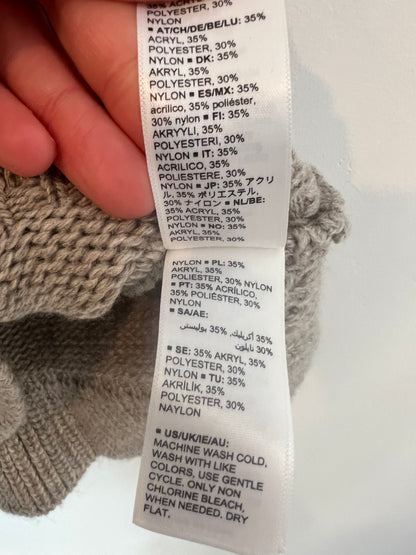 35% ACRYL, 35%
POLYESTER, 30%
NYLON
▪ AT/CH/DE/BE/LU: 35%
ACRYL, 35%
POLYESTER, 30%
NYLON ▪ DK: 35%
AKRYL, 35%
POLYESTER, 30%
NYLON ▪ ES/MX: 35%
acrílico, 35% poliéster,
30% nylon ▪ FI: 35%
AKRYYLI, 35%
POLYESTERI, 30%
NYLON ▪ IT: 35%
ACRILICO, 35%
POLIESTERE, 30%
NYLON ▪ JP: 35% アクリ
ル, 35% ポリエステル,
30% ナイロン ▪ NL/BE:
35% ACRYL, 35%
POLYESTER, 30%
NYLON ▪ NO: 35%
AKRYL, 35%
POLYESTER, 30%
NYLON ▪ PL: 35%
AKRYL, 35%
POLIESTER, 30% NYLON
▪ PT: 35% ACRÍLICO,
35% POLIÉSTER, 30%
NYLON
▪ SA/AE:
35% أكريليك, 35% بوليستر,
30% نايلون
▪ SE: 35% AKRYL, 35%
POLYESTER, 30%
NYLON ▪ TU: 35%
AKRİLİK, 35%
POLYESTER, 30%
NAYLON
▪ US/UK/IE/AU:
MACHINE WASH COLD,
WASH WITH LIKE
COLORS, USE GENTLE
CYCLE, ONLY NON
CHLORINE BLEACH,
WHEN NEEDED. DRY
FLAT.